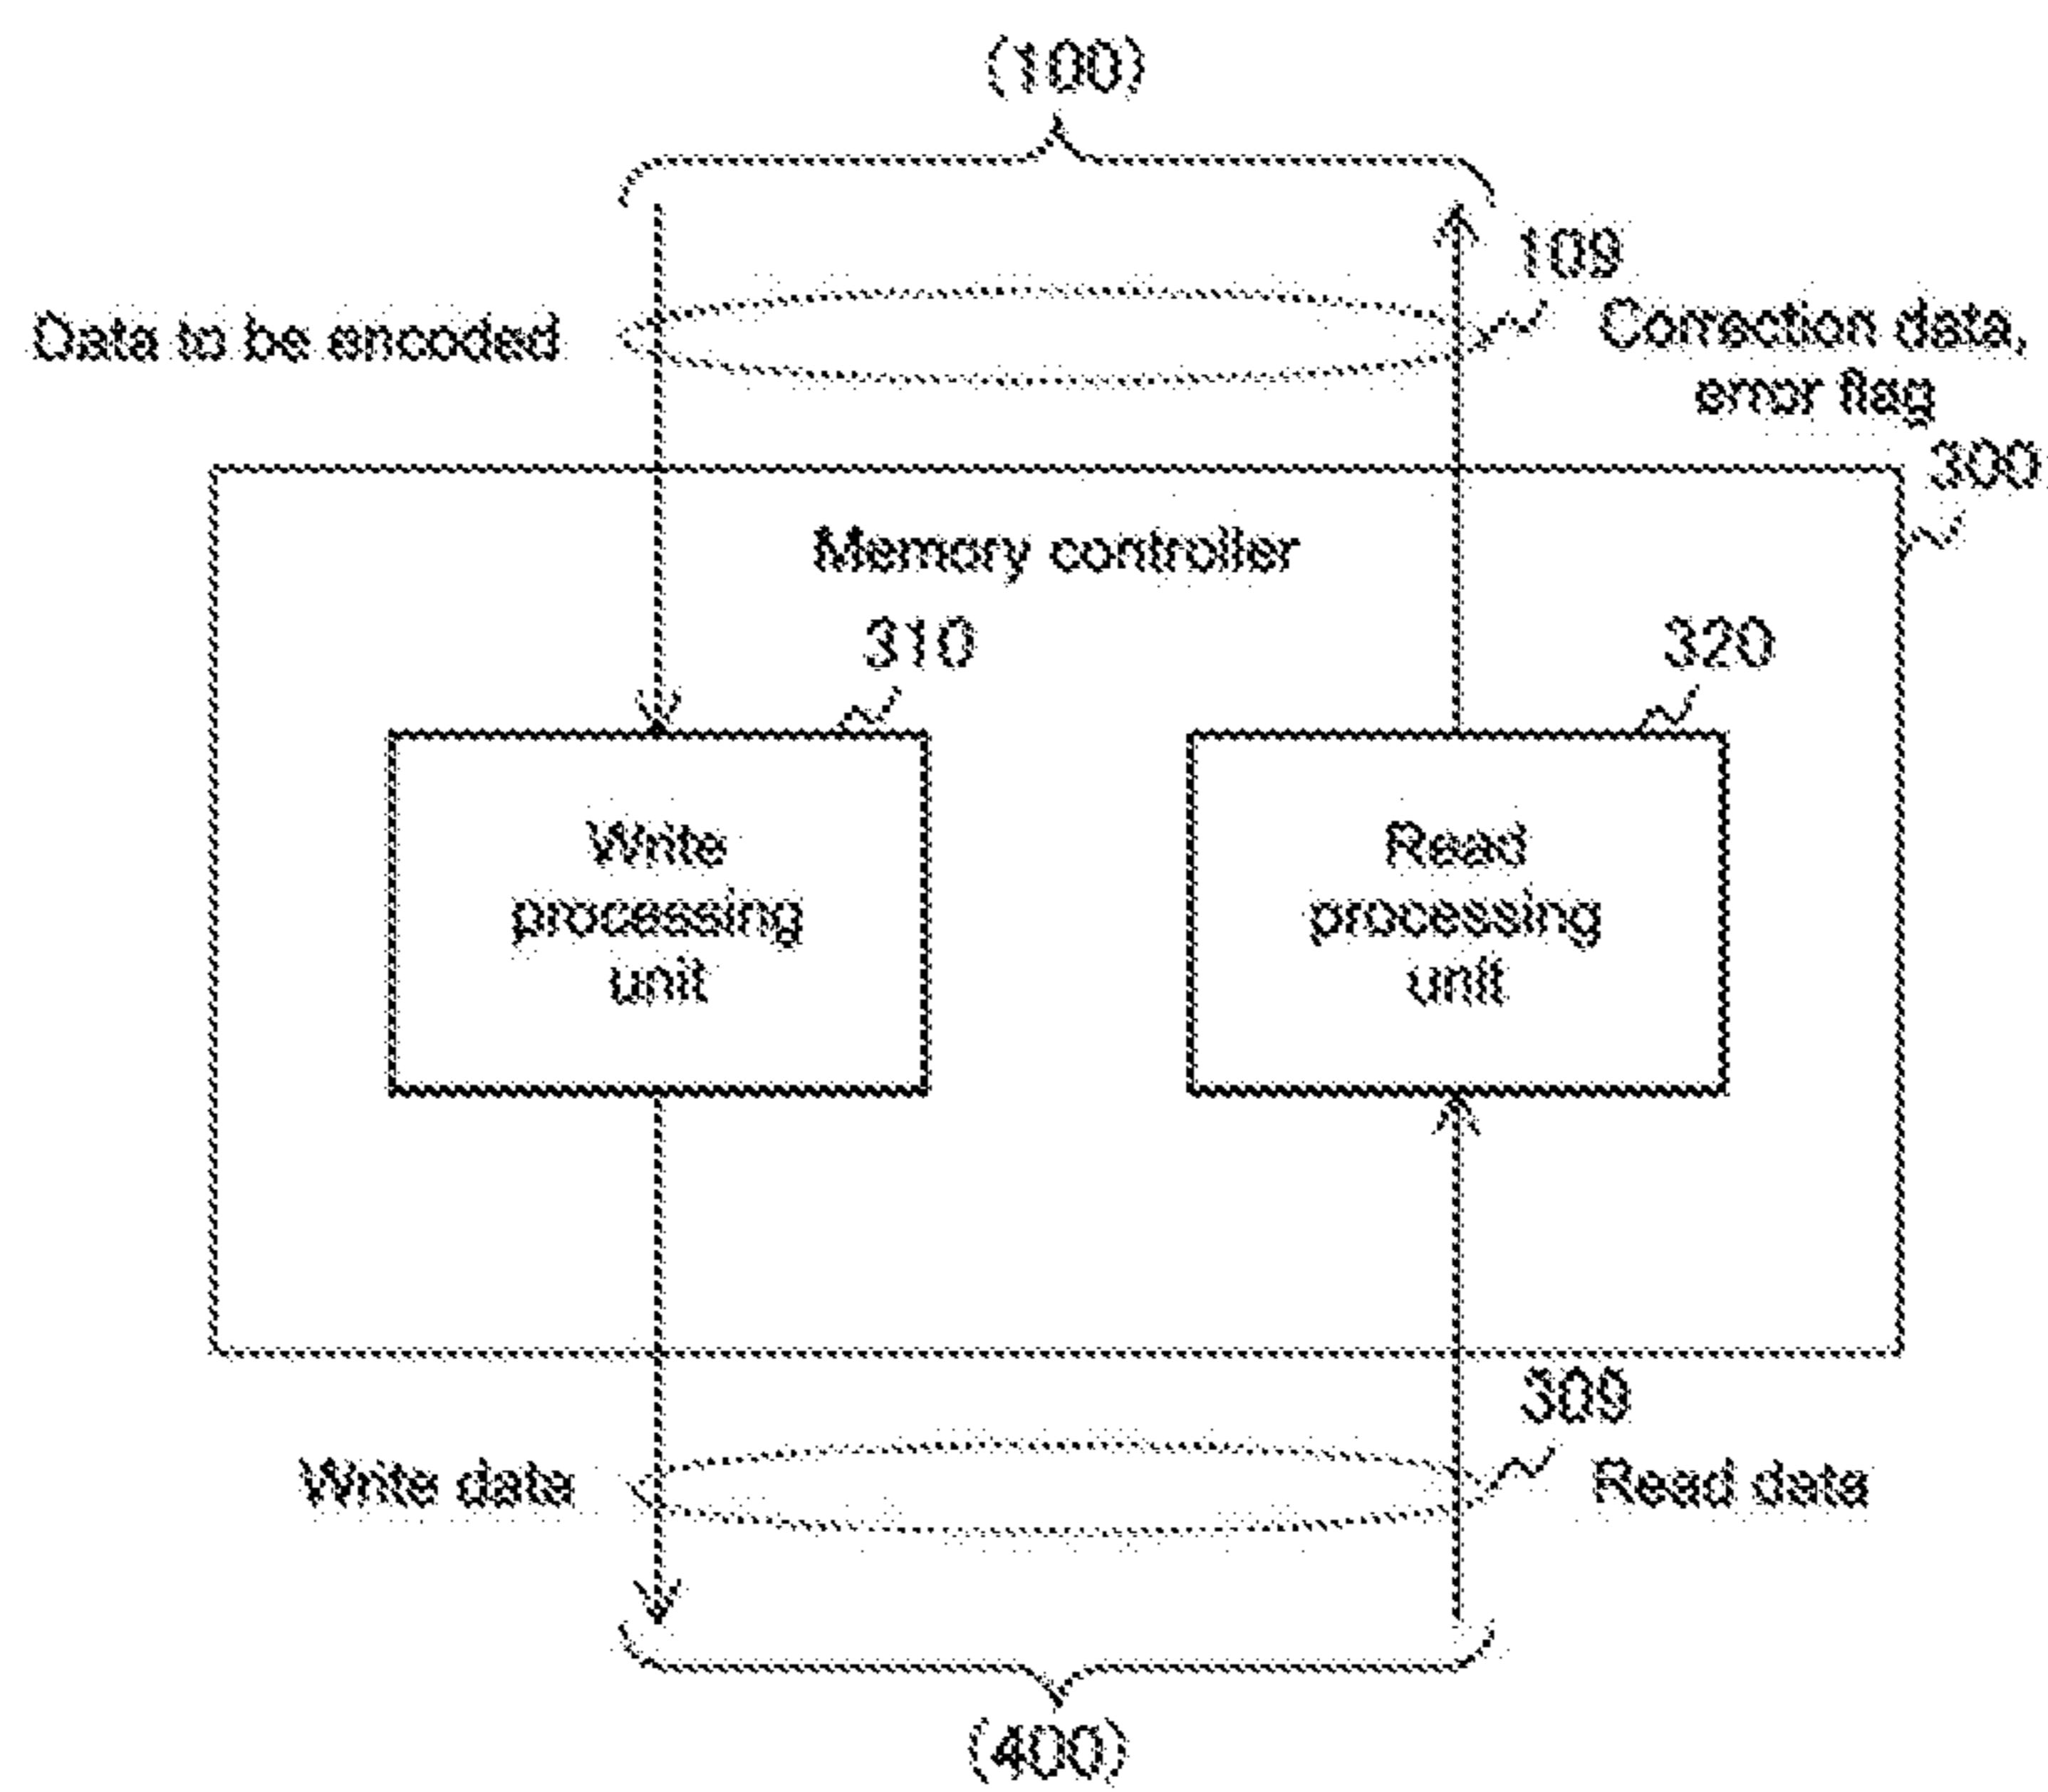 (100)
109
Data to be encoded
Correction data,
error flag
300
Memory controller
310
320
Write
processing
unit
Read
processing
unit
309
Write data
Read data
(400)